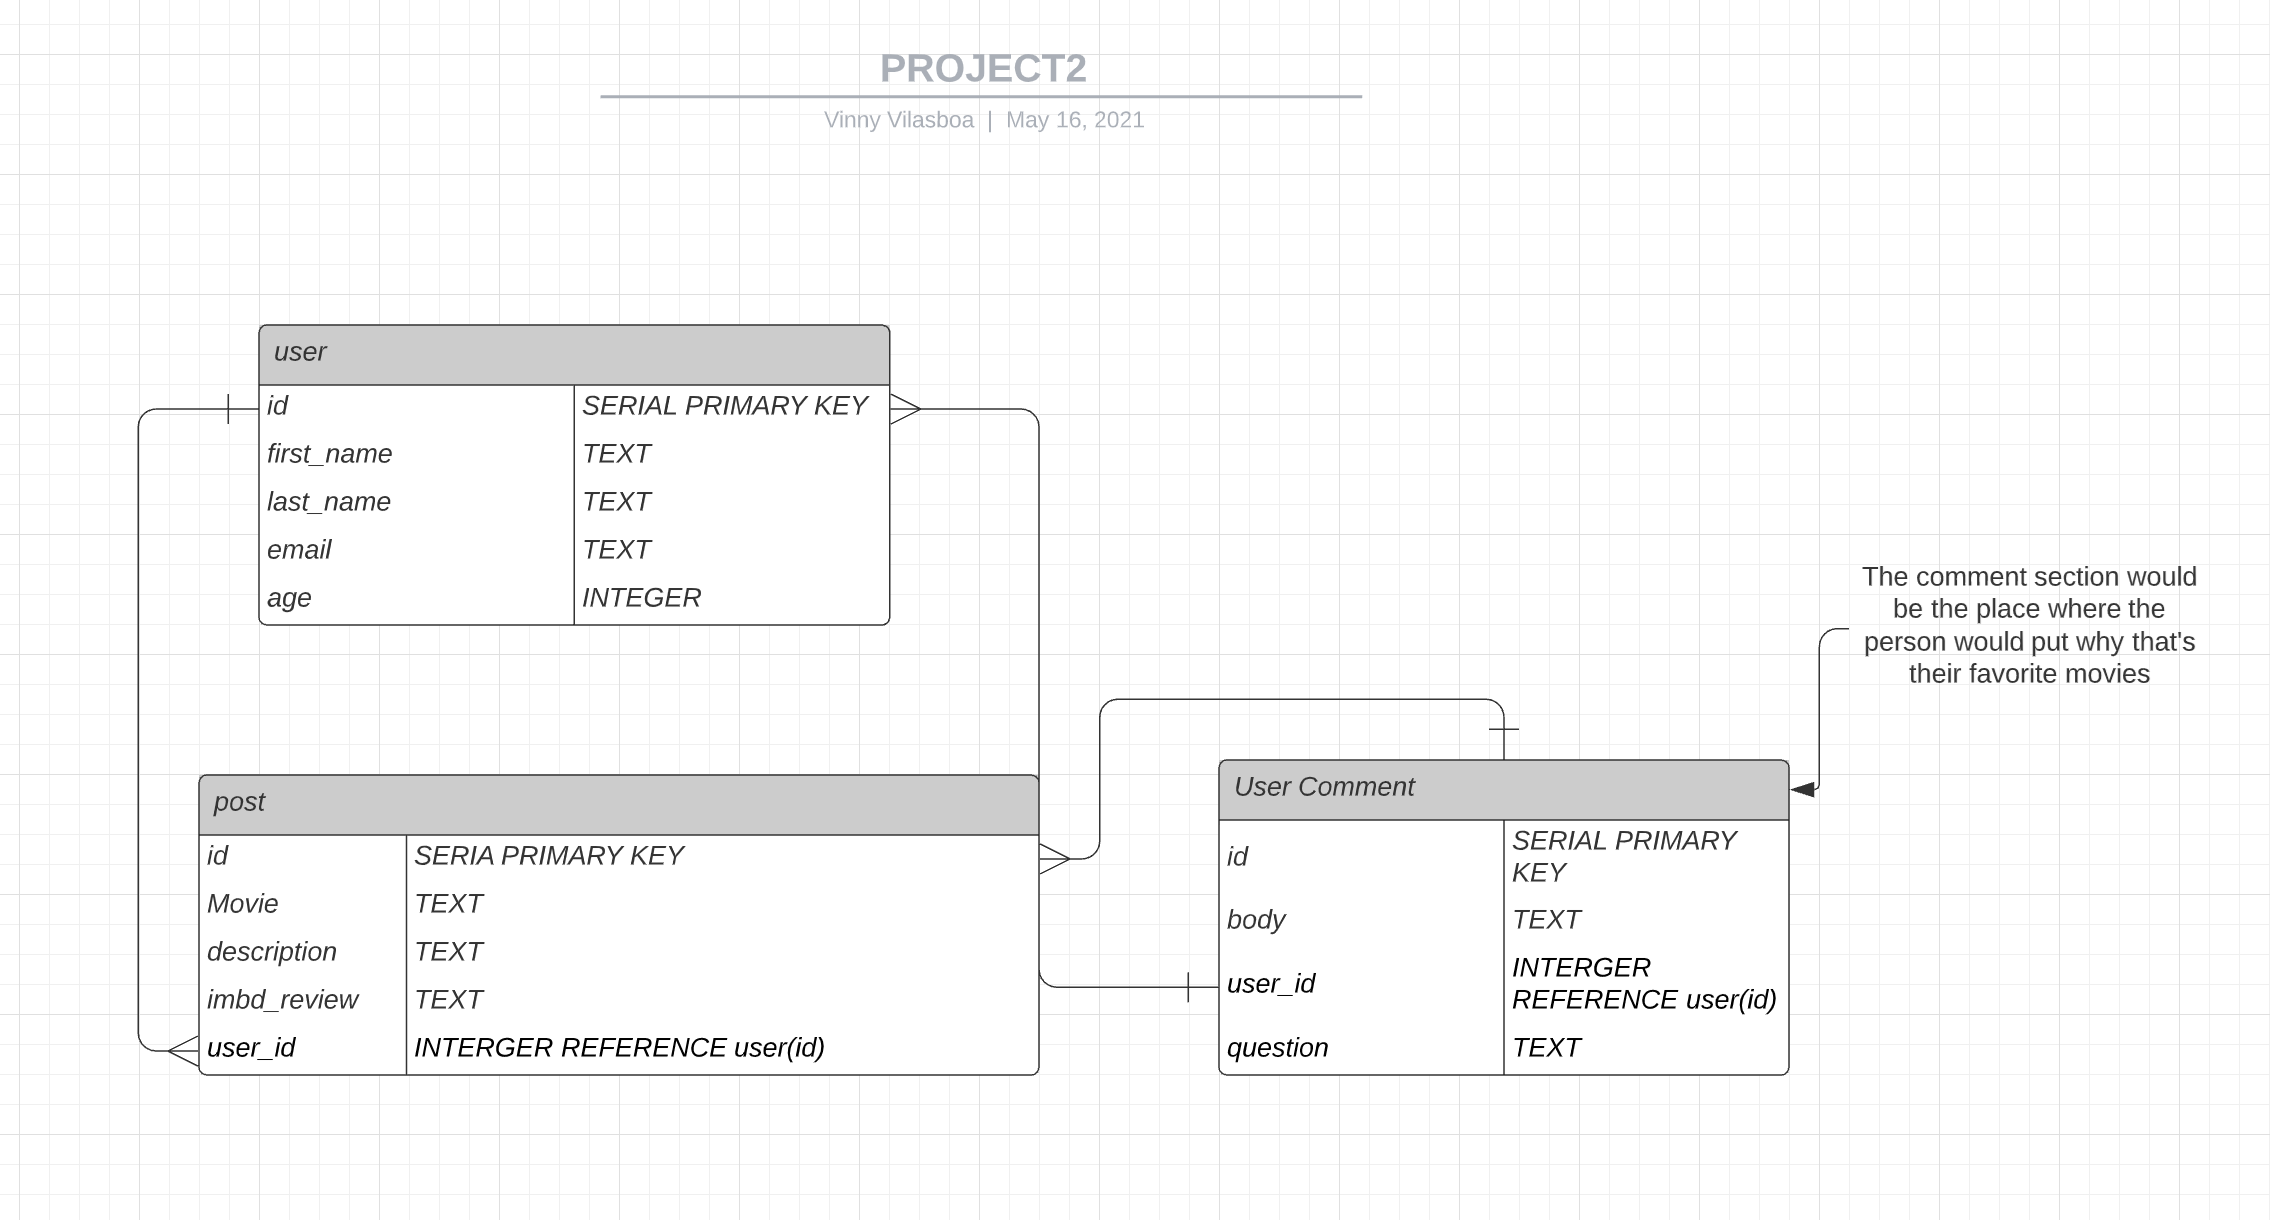 PROJECT2
Vinny Vilasboa | May 16, 2021
user
id SERIAL PRIMARY KEY
first_name TEXT
last_name TEXT
email TEXT
age INTEGER
The comment section would
be the place where the
person would put why that's
their favorite movies
post
id SERIA PRIMARY KEY
Movie TEXT
description TEXT
imbd_review TEXT
user_id INTERGER REFERENCE user(id)
User Comment
id SERIAL PRIMARY
KEY
body TEXT
user_id INTERGER
REFERENCE user(id)
question TEXT